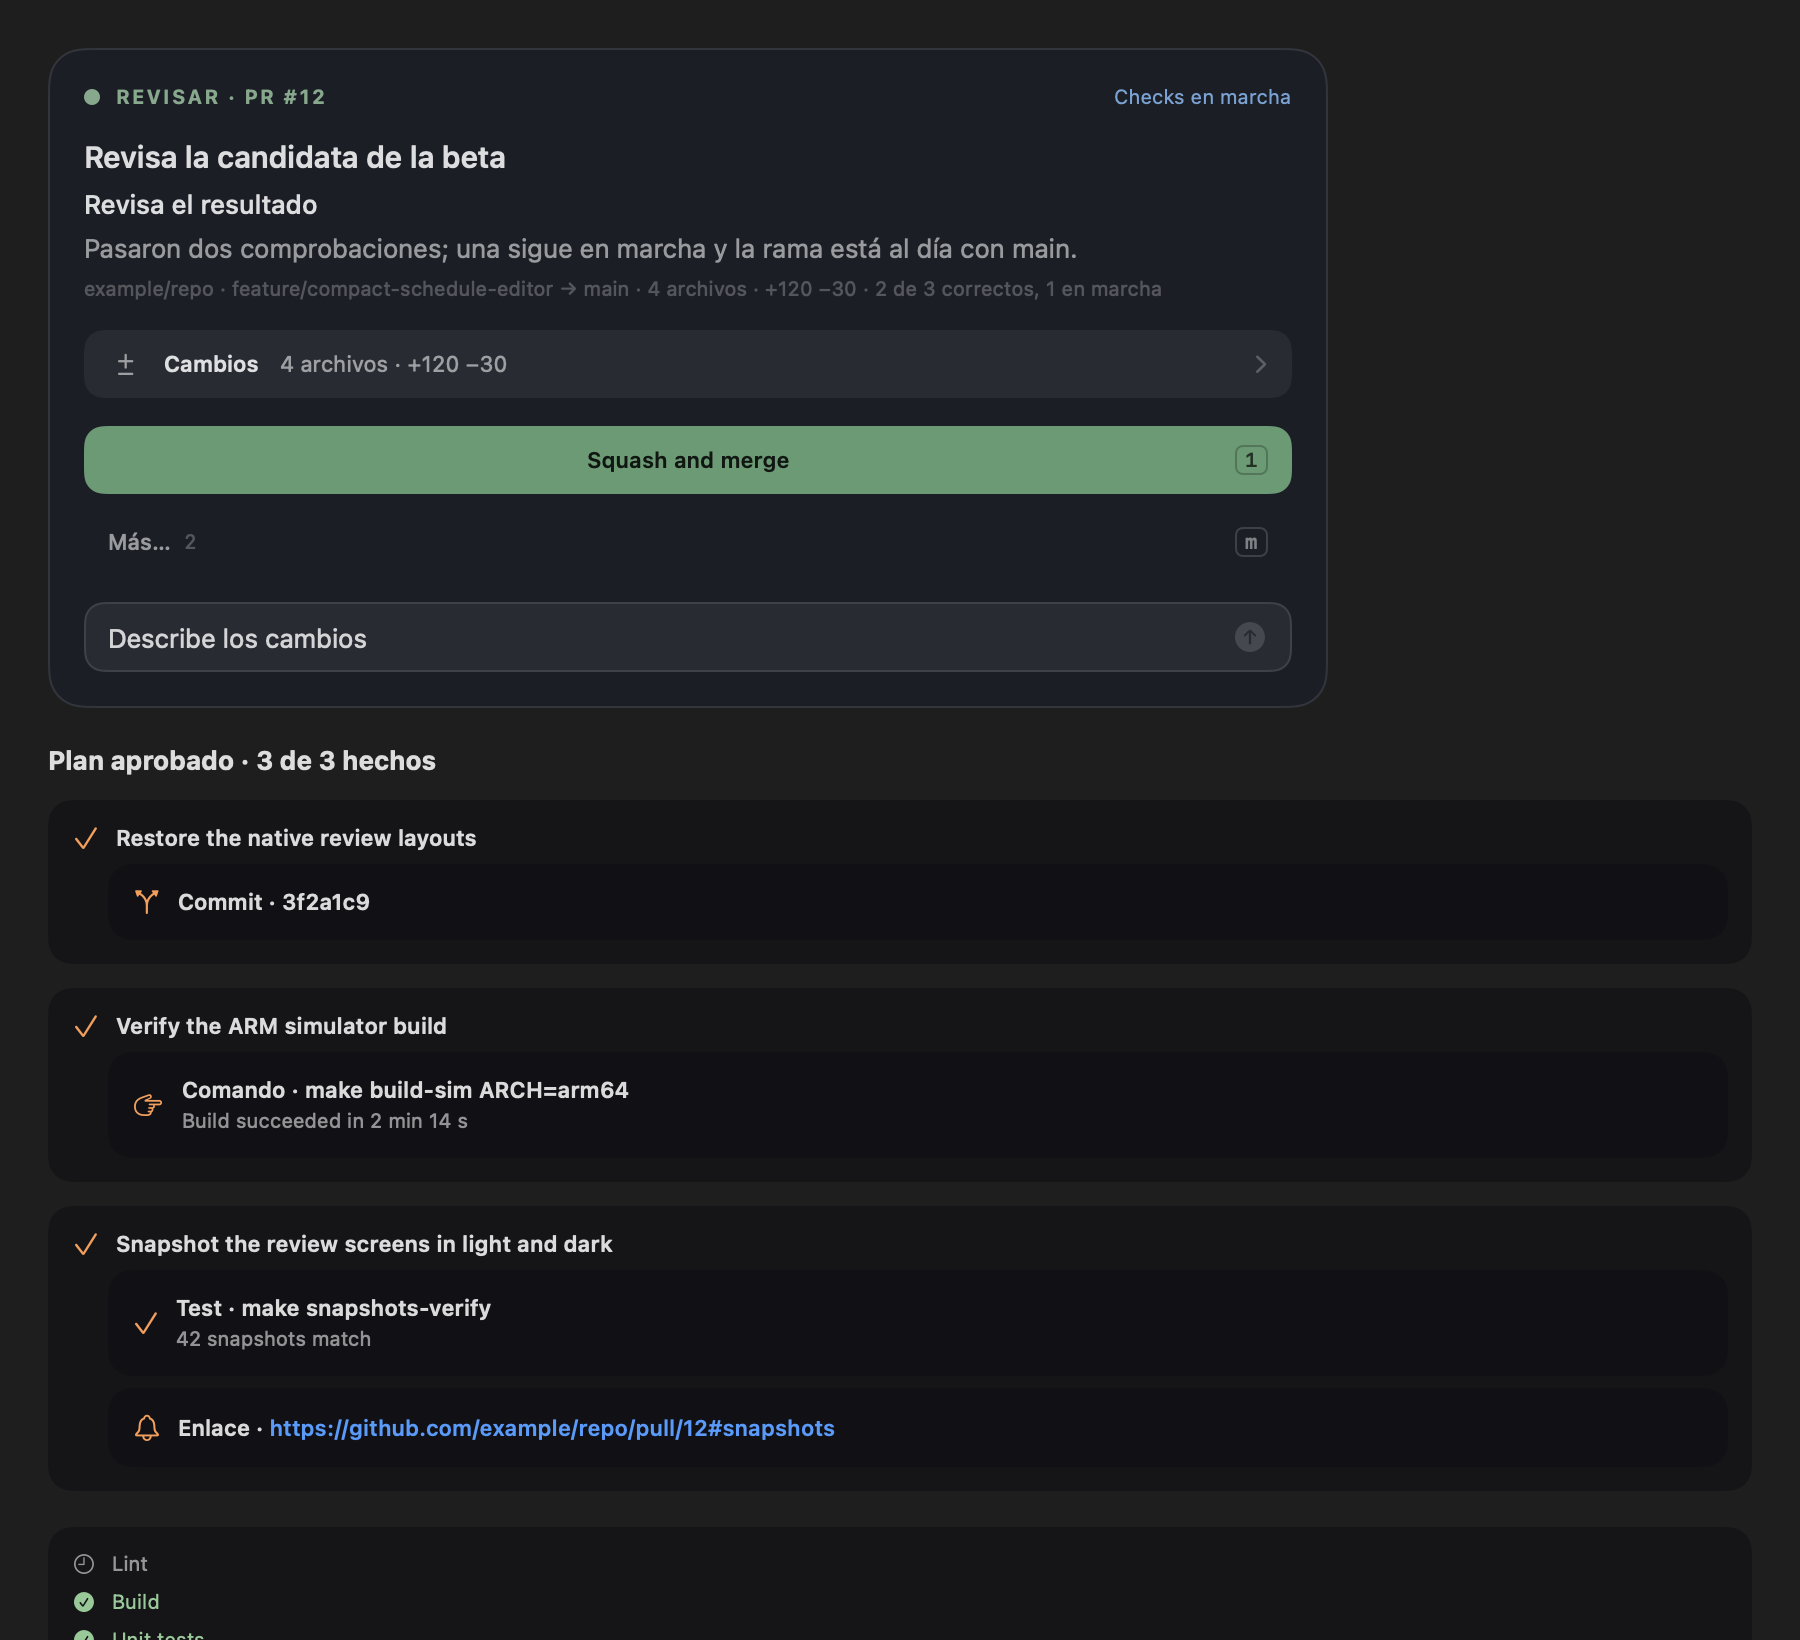 REVISAR · PR #12
Checks en marcha
Revisa la candidata de la beta
Revisa el resultado
Pasaron dos comprobaciones; una sigue en marcha y la rama está al día con main.
example/repo · feature/compact-schedule-editor → main · 4 archivos · +120 −30 · 2 de 3 correctos, 1 en marcha
± Cambios 4 archivos · +120 −30
Squash and merge 1
Más... 2 m
Describe los cambios
Plan aprobado · 3 de 3 hechos
Restore the native review layouts
Commit · 3f2a1c9
Verify the ARM simulator build
Comando · make build-sim ARCH=arm64
Build succeeded in 2 min 14 s
Snapshot the review screens in light and dark
Test · make snapshots-verify
42 snapshots match
Enlace · https://github.com/example/repo/pull/12#snapshots
Lint
Build
Unit tests